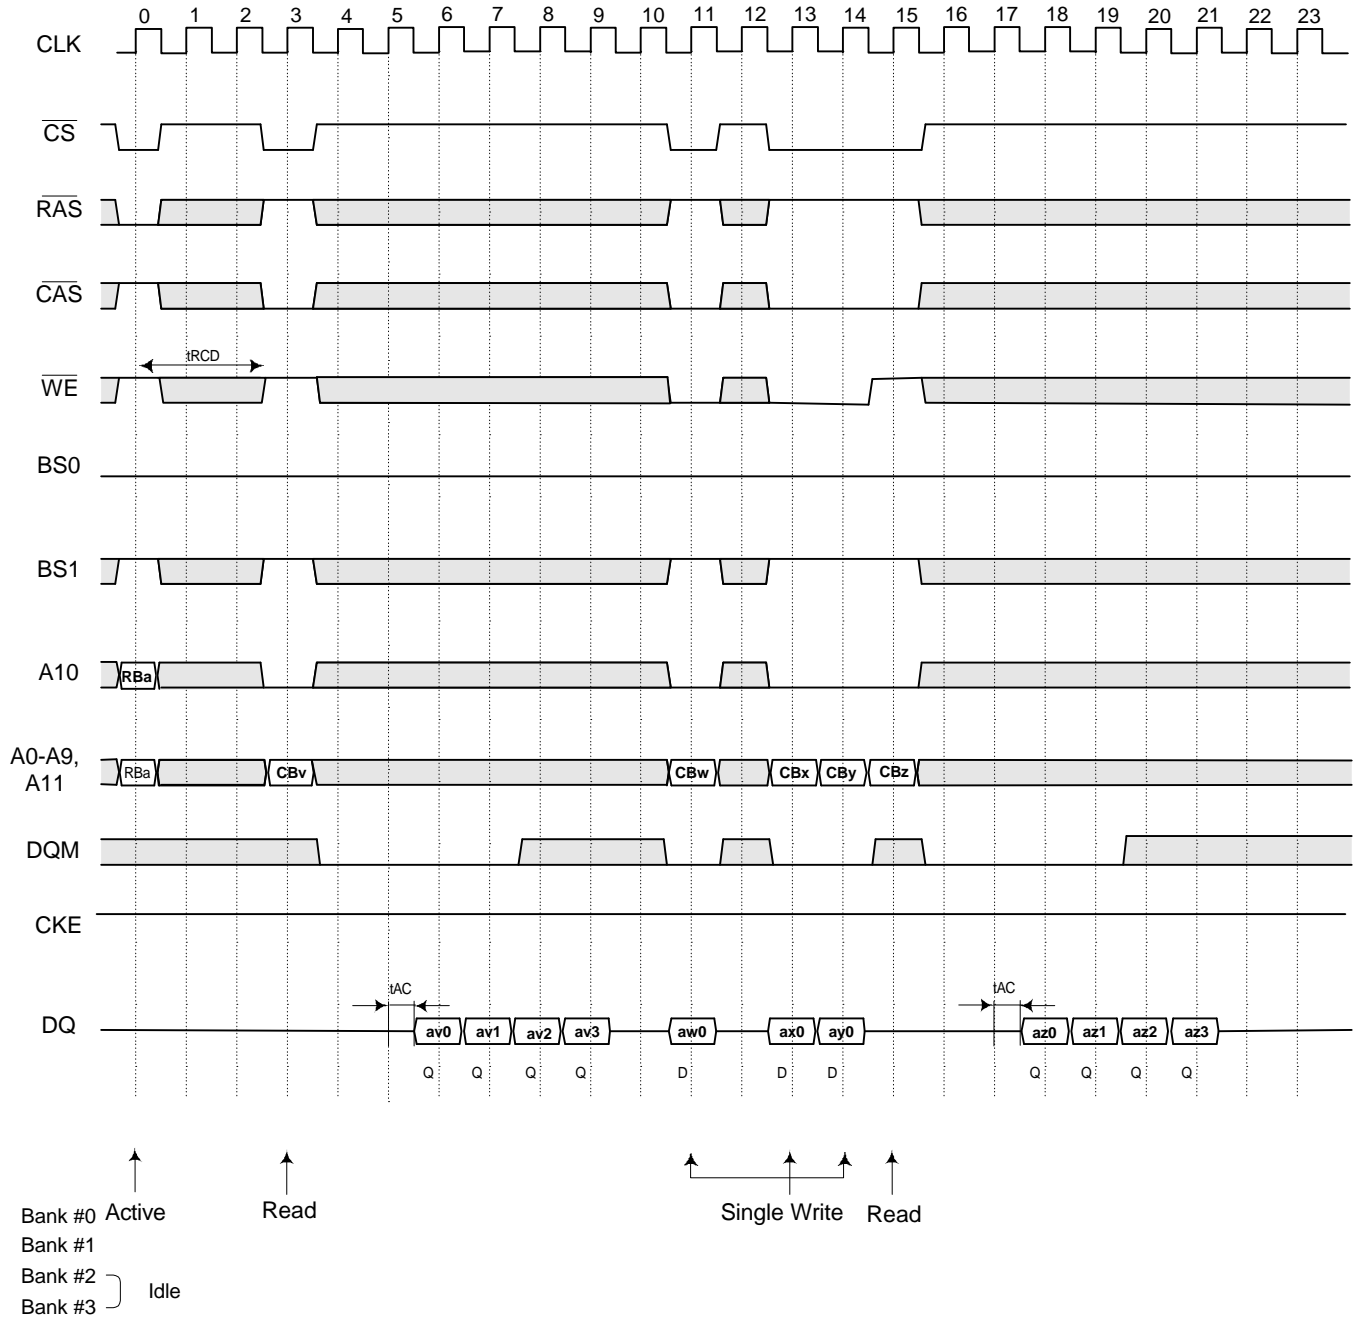 0 1 2 3 4 5 6 7 8 9 10 11 12 13 14 15 16 17 18 19 20 21 22 23
CLK
CS
RAS
CAS
tRCD
WE
BS0
BS1
A10 RBa
A0-A9,
A11 RBa CBv CBw CBx CBy CBz
DQM
CKE
tAC tAC
DQ av0 av1 av2 av3 aw0 ax0 ay0 az0 az1 az2 az3
Q Q Q Q D D D Q Q Q Q
Bank #0 Active Read Single Write Read
Bank #1
Bank #2
Idle
Bank #3